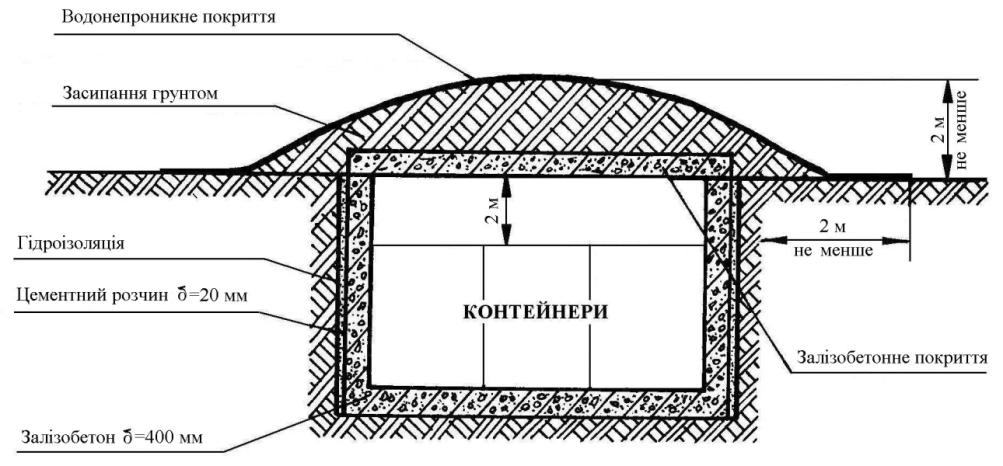 Водонепроникне покриття
Засипання грунтом
2 м
не менше
2 м
2 м
не менше
Гідроізоляція
Цементний розчин δ=20 мм
КОНТЕЙНЕРИ
Залізобетонне покриття
Залізобетон δ=400 мм